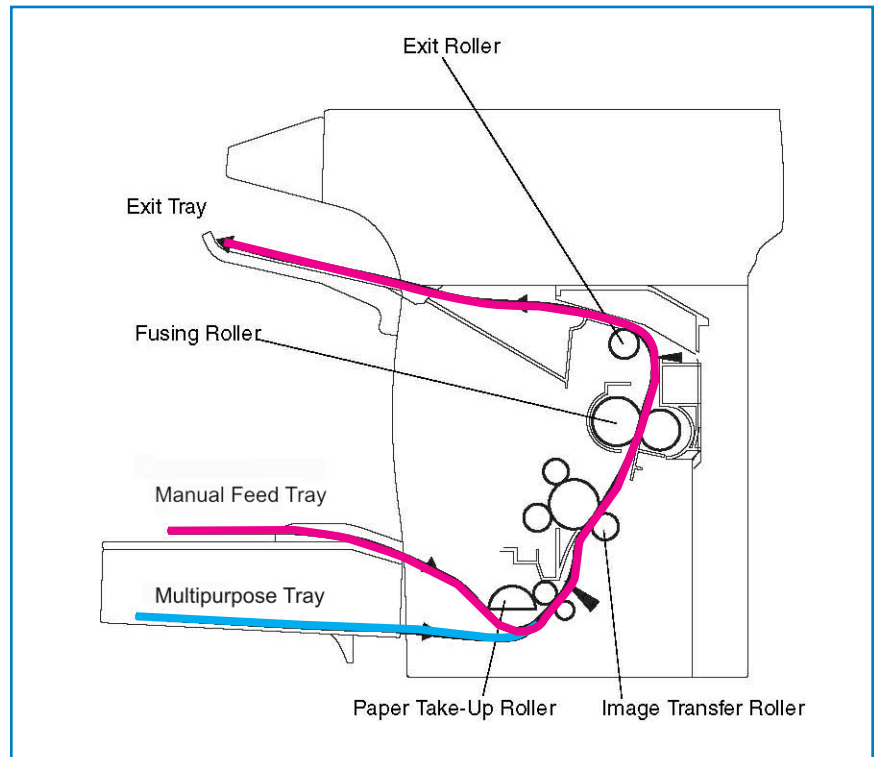 Exit Roller
Exit Tray
Fusing Roller
Manual Feed Tray
Multipurpose Tray
Paper Take-Up Roller
Image Transfer Roller